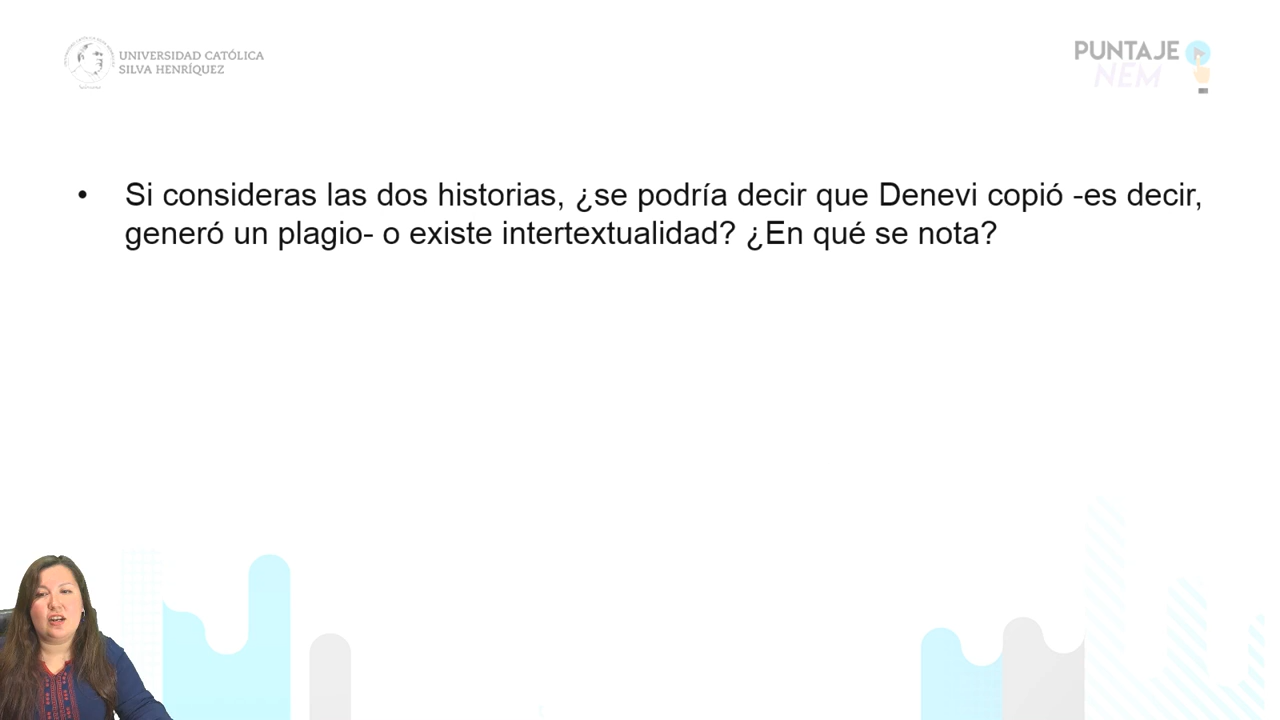 UNIVERSIDAD CATÓLICA
SILVA HENRÍQUEZ
PUNTAJE
NEM
• Si consideras las dos historias, ¿se podría decir que Denevi copió -es decir,
generó un plagio- o existe intertextualidad? ¿En qué se nota?